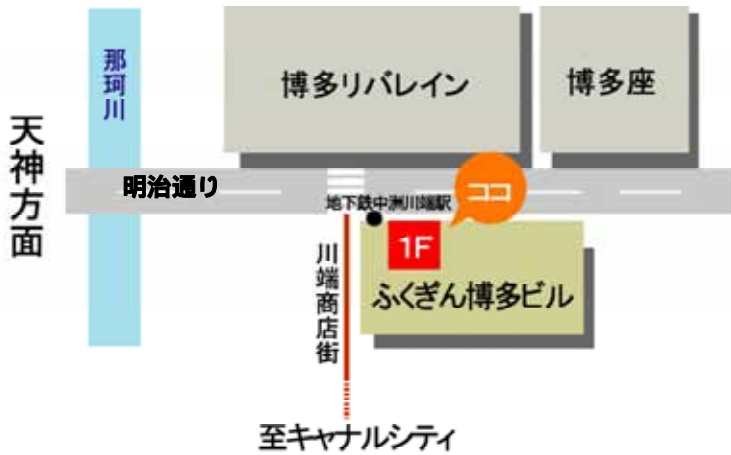 那珂川
博多リバレイン
博多座
天神方面
明治通り
ココ
地下鉄中洲川端駅
1F
川端商店街
ふくぎん博多ビル
至キャナルシティ